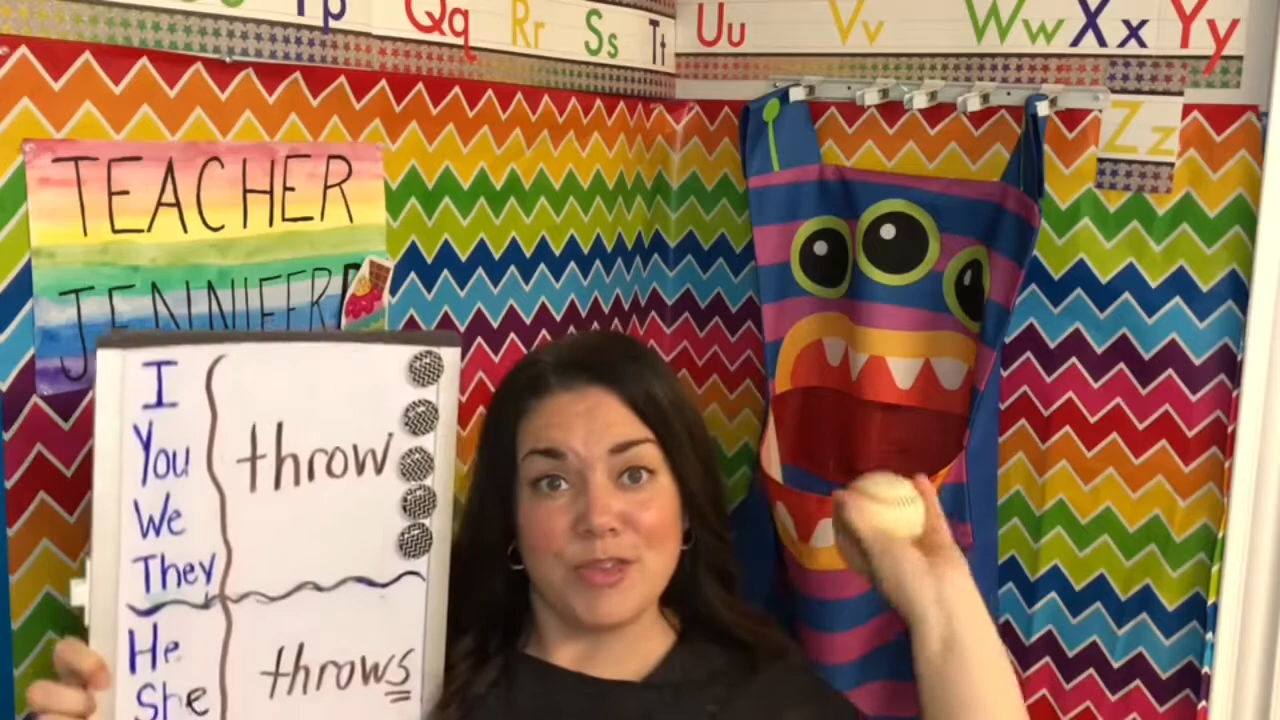 Pp Qq Rr Ss Tt Uu Vv Ww Xx Yy
Zz
TEACHER
JENNIFER
I
You
We
They
throw
He
She
throws